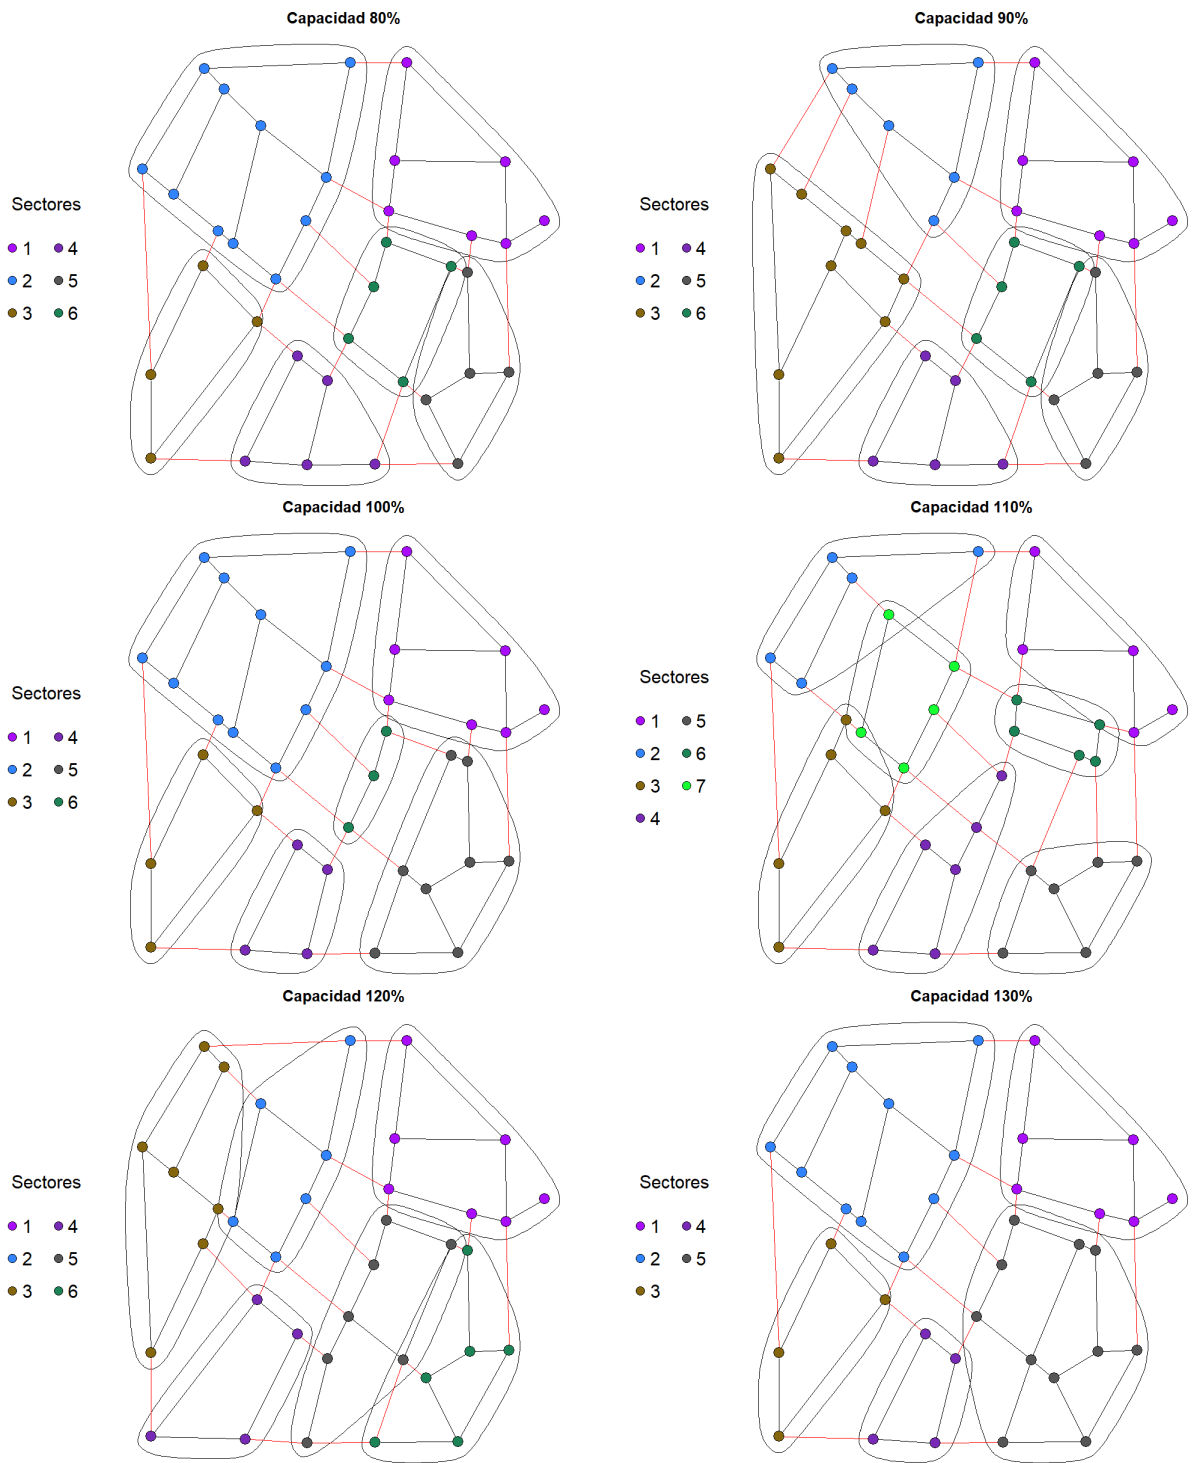 Capacidad 80%
Sectores
1 4
2 5
3 6
Capacidad 90%
Sectores
1 4
2 5
3 6
Capacidad 100%
Sectores
1 4
2 5
3 6
Capacidad 110%
Sectores
1 5
2 6
3 7
4
Capacidad 120%
Sectores
1 4
2 5
3 6
Capacidad 130%
Sectores
1 4
2 5
3